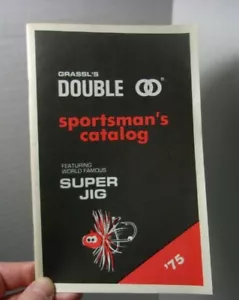 GRASSL'S
DOUBLE OO®
sportsman's
catalog
FEATURING
WORLD FAMOUS
SUPER
JIG
'75